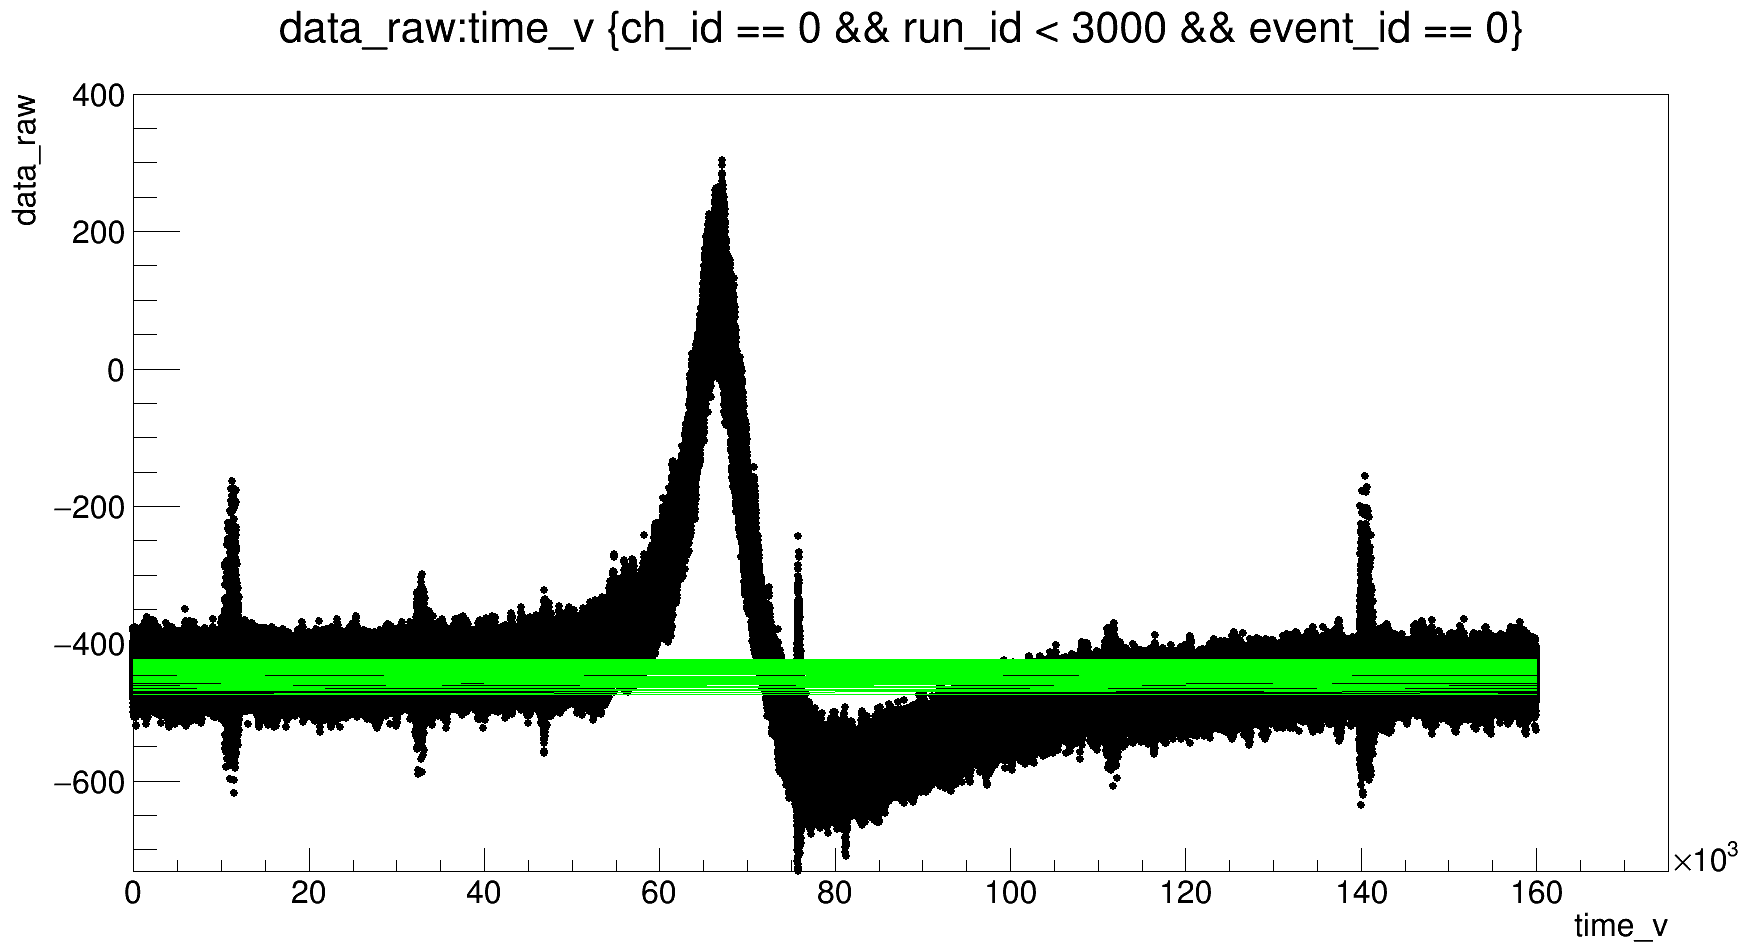 data_raw:time_v {ch_id == 0 && run_id < 3000 && event_id == 0}
data_raw
400
200
0
−200
−400
−600
0 20 40 60 80 100 120 140 160
×10³
time_v